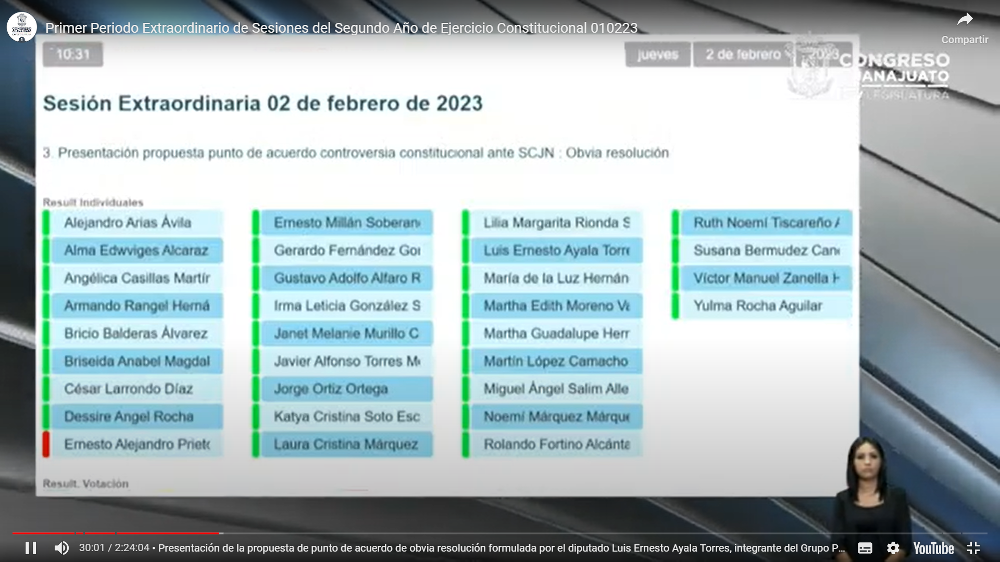 Primer Periodo Extraordinario de Sesiones del Segundo Año de Ejercicio Constitucional 010223
Compartir
10:31
jueves
2 de febrero
2023
CONGRESO
GUANAJUATO
LXV LEGISLATURA
Sesión Extraordinaria 02 de febrero de 2023
3. Presentación propuesta punto de acuerdo controversia constitucional ante SCJN : Obvia resolución
Result Individuales
Alejandro Arias Ávila
Alma Edwviges Alcaraz
Angélica Casillas Martír
Armando Rangel Herná
Bricio Balderas Álvarez
Briseida Anabel Magdal
César Larrondo Díaz
Dessire Angel Rocha
Ernesto Alejandro Prieto
Ernesto Millán Soberan
Gerardo Fernández Gor
Gustavo Adolfo Alfaro R
Irma Leticia González S
Janet Melanie Murillo C
Javier Alfonso Torres M
Jorge Ortiz Ortega
Katya Cristina Soto Esc
Laura Cristina Márquez
Lilia Margarita Rionda S
Luis Ernesto Ayala Torre
María de la Luz Hernán
Martha Edith Moreno Va
Martha Guadalupe Herr
Martín López Camacho
Miguel Ángel Salim Alle
Noemí Márquez Márque
Rolando Fortino Alcánta
Ruth Noemí Tiscareño A
Susana Bermudez Can
Víctor Manuel Zanella H
Yulma Rocha Aguilar
Result. Votación
30:01 / 2:24:04 • Presentación de la propuesta de punto de acuerdo de obvia resolución formulada por el diputado Luis Ernesto Ayala Torres, integrante del Grupo P...
YouTube